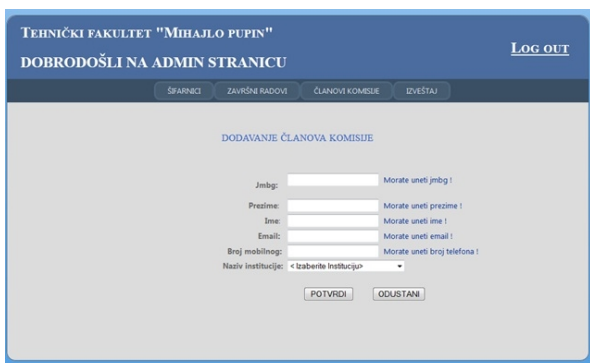 Tehnički fakultet "Mihajlo pupin"
DOBRODOŠLI NA ADMIN STRANICU
Log out
ŠIFARNICI ZAVRŠNI RADOVI ČLANOVI KOMISIJE IZVEŠTAJ
DODAVANJE ČLANOVA KOMISIJE
Jmbg: Morate uneti jmbg !
Prezime: Morate uneti prezime !
Ime: Morate uneti ime !
Email: Morate uneti email !
Broj mobilnog: Morate uneti broj telefona !
Naziv institucije: < Izaberite Instituciju>
POTVRDI ODUSTANI